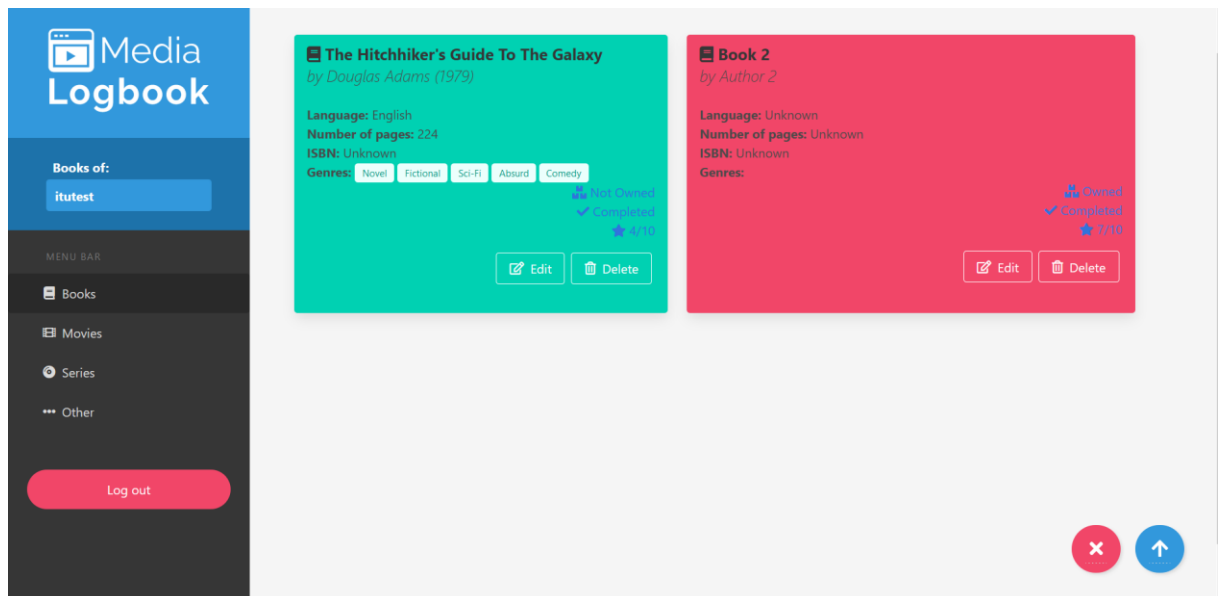 Media
Logbook
Books of:
itutest
MENU BAR
Books
Movies
Series
Other
Log out
The Hitchhiker's Guide To The Galaxy
by Douglas Adams (1979)
Language: English
Number of pages: 224
ISBN: Unknown
Genres: Novel Fictional Sci-Fi Absurd Comedy
Not Owned
Completed
4/10
Edit Delete
Book 2
by Author 2
Language: Unknown
Number of pages: Unknown
ISBN: Unknown
Genres:
Owned
Completed
7/10
Edit Delete